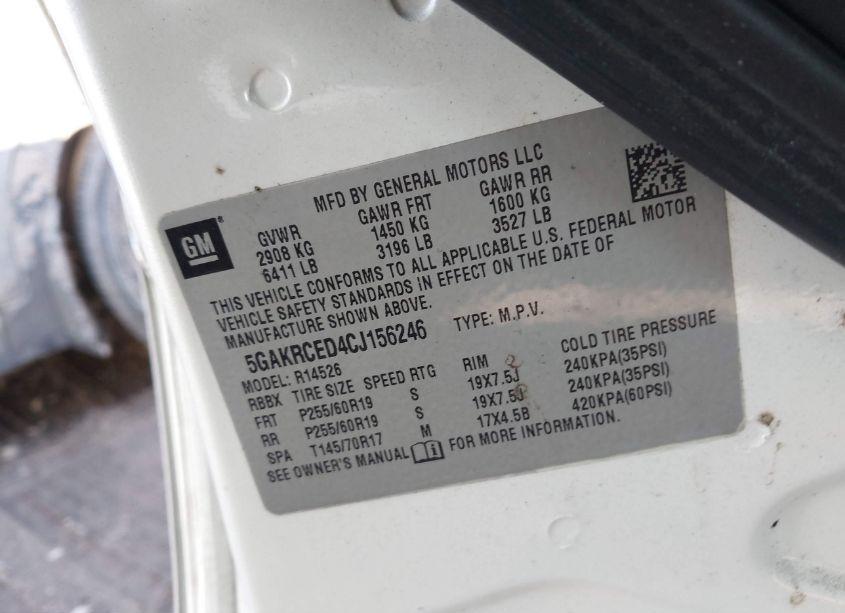 MFD BY GENERAL MOTORS LLC
GM ®
GVWR GAWR FRT GAWR RR
2908 KG 1450 KG 1600 KG
6411 LB 3196 LB 3527 LB
THIS VEHICLE CONFORMS TO ALL APPLICABLE U.S. FEDERAL MOTOR
VEHICLE SAFETY STANDARDS IN EFFECT ON THE DATE OF
MANUFACTURE SHOWN ABOVE.
5GAKRCED4CJ156246 TYPE: M.P.V.
MODEL: R14526
RBBX TIRE SIZE SPEED RTG RIM COLD TIRE PRESSURE
FRT P255/60R19 S 19X7.5J 240KPA(35PSI)
RR P255/60R19 S 19X7.5J 240KPA(35PSI)
SPA T145/70R17 M 17X4.5B 420KPA(60PSI)
SEE OWNER'S MANUAL FOR MORE INFORMATION.